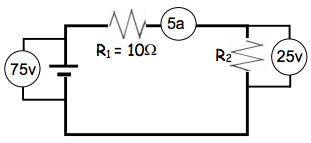 5a
R₁ = 10Ω
R₂
75v
25v